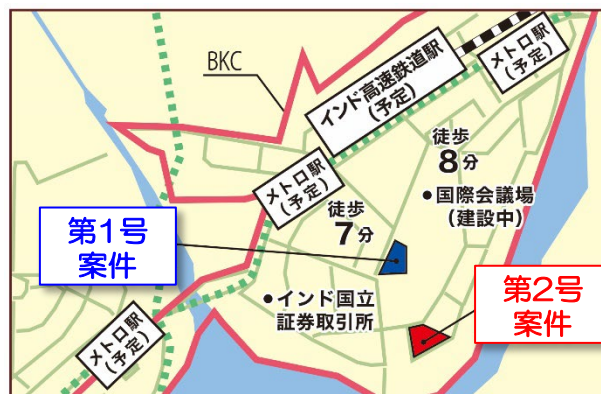 BKC
インド高速鉄道駅
(予定)
メトロ駅
(予定)
徒歩
8分
メトロ駅
(予定)
徒歩
7分
●国際会議場
(建設中)
第1号
案件
●インド国立
証券取引所
第2号
案件
メトロ駅
(予定)